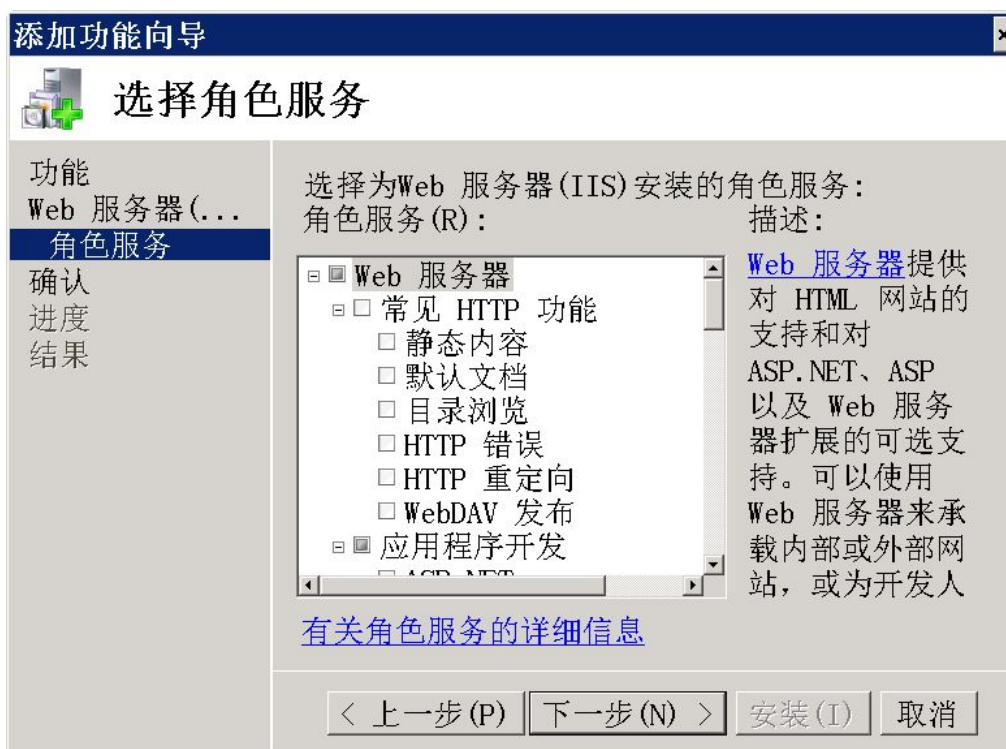 添加功能向导
选择角色服务
功能
Web 服务器(...
角色服务
确认
进度
结果
选择为Web 服务器(IIS)安装的角色服务:
角色服务(R):
Web 服务器
常见 HTTP 功能
静态内容
默认文档
目录浏览
HTTP 错误
HTTP 重定向
WebDAV 发布
应用程序开发
ASP.NET
描述:
Web 服务器提供
对 HTML 网站的
支持和对
ASP.NET、ASP
以及 Web 服务
器扩展的可选支
持。可以使用
Web 服务器来承
载内部或外部网
站，或为开发人
有关角色服务的详细信息
< 上一步(P)
下一步(N) >
安装(I)
取消